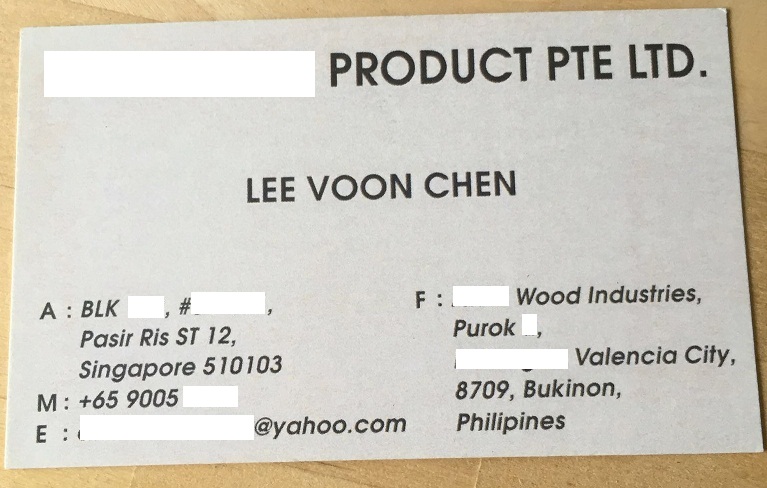 PRODUCT PTE LTD.
LEE VOON CHEN
A : BLK , # ,
Pasir Ris ST 12,
Singapore 510103
M : +65 9005
E : @yahoo.com
F : Wood Industries,
Purok ,
Valencia City,
8709, Bukinon,
Philipines